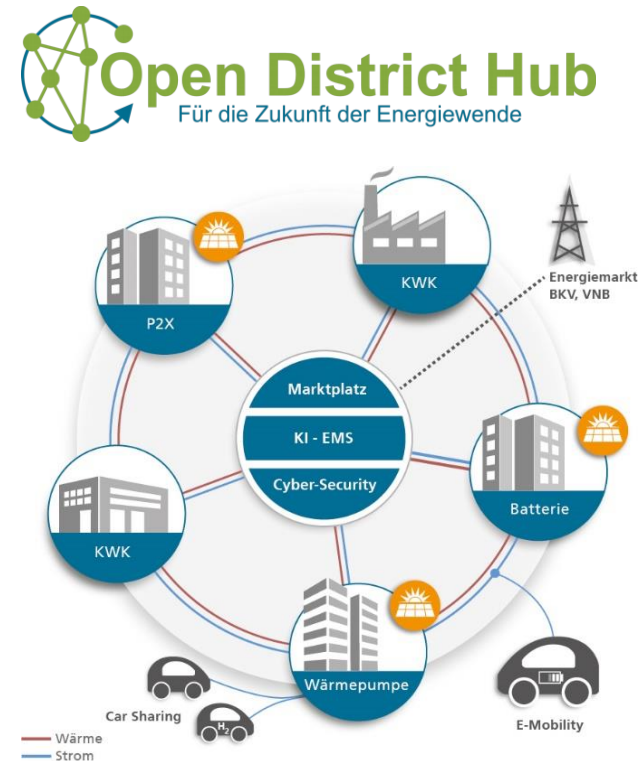 Open District Hub
Für die Zukunft der Energiewende
KWK
Energiemarkt
BKV, VNB
P2X
Marktplatz
KI - EMS
Cyber-Security
Batterie
KWK
Wärmepumpe
Car Sharing
H2
E-Mobility
Wärme
Strom